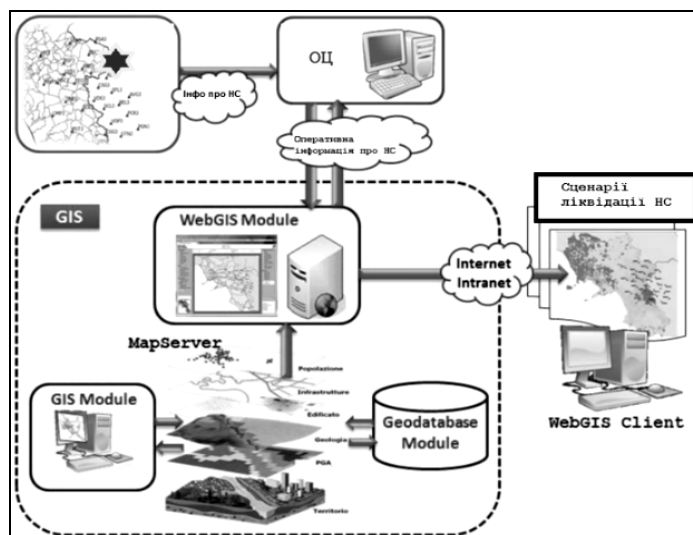 ОЦ
Інфо про НС
Оперативна
інформація про НС
Сценарії
ліквідації НС
GIS
WebGIS Module
Internet
Intranet
MapServer
Popolazione
Infrastrutture
Edificato
GIS Module
Geologia
Geodatabase
Module
PGA
WebGIS Client
Territorio